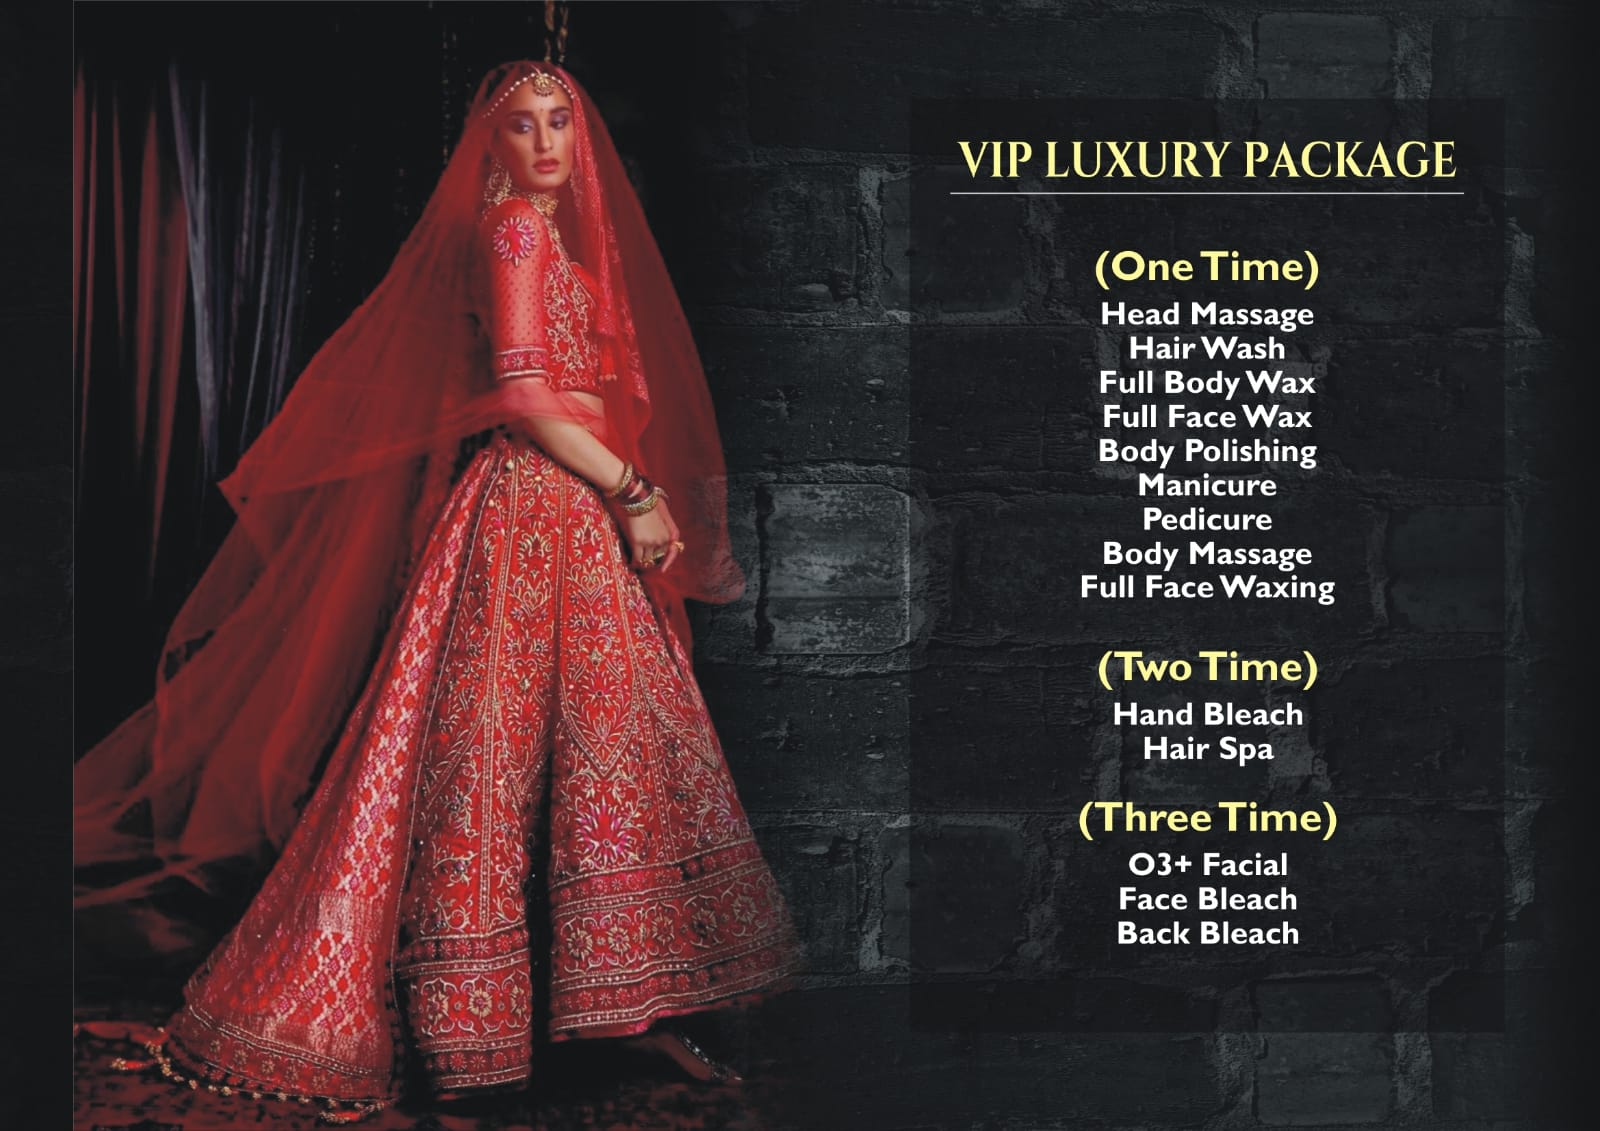 VIP LUXURY PACKAGE
(One Time)
Head Massage
Hair Wash
Full Body Wax
Full Face Wax
Body Polishing
Manicure
Pedicure
Body Massage
Full Face Waxing
(Two Time)
Hand Bleach
Hair Spa
(Three Time)
O3+ Facial
Face Bleach
Back Bleach